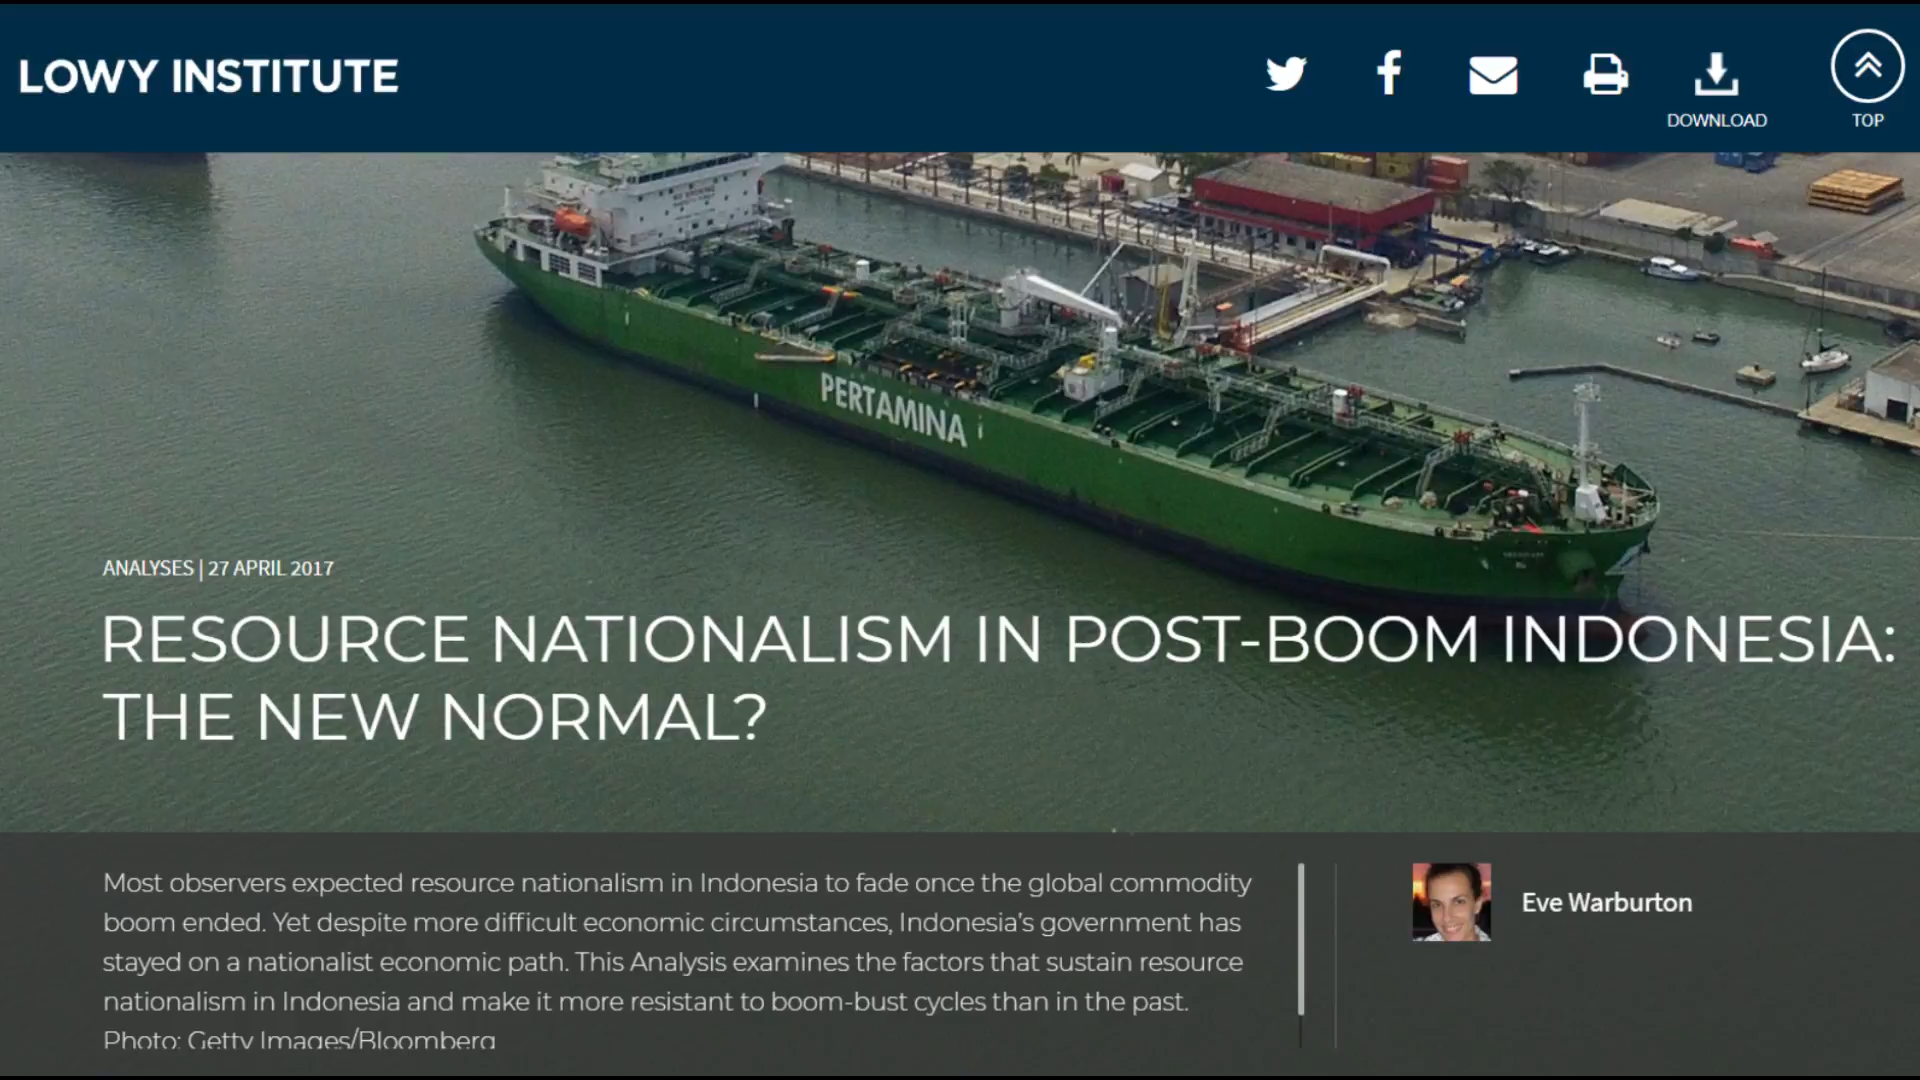 LOWY INSTITUTE
DOWNLOAD
TOP
NO SMOKING
PERTAMINA
ANALYSES | 27 APRIL 2017
RESOURCE NATIONALISM IN POST-BOOM INDONESIA:
THE NEW NORMAL?
Most observers expected resource nationalism in Indonesia to fade once the global commodity
boom ended. Yet despite more difficult economic circumstances, Indonesia's government has
stayed on a nationalist economic path. This Analysis examines the factors that sustain resource
nationalism in Indonesia and make it more resistant to boom-bust cycles than in the past.
Photo: Getty Images/Bloomberg
Eve Warburton